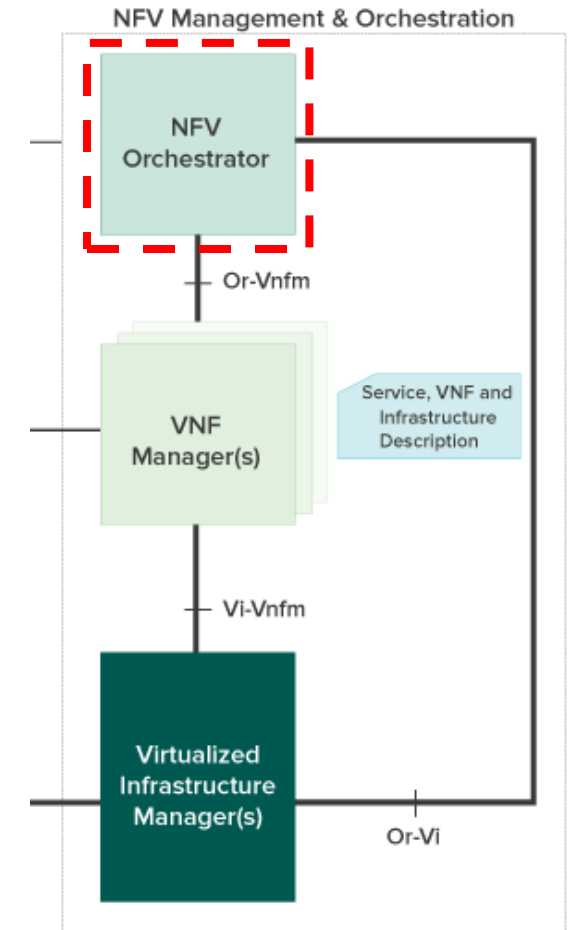 NFV Management & Orchestration
NFV
Orchestrator
Or-Vnfm
VNF
Manager(s)
Service, VNF and
Infrastructure
Description
Vi-Vnfm
Virtualized
Infrastructure
Manager(s)
Or-Vi